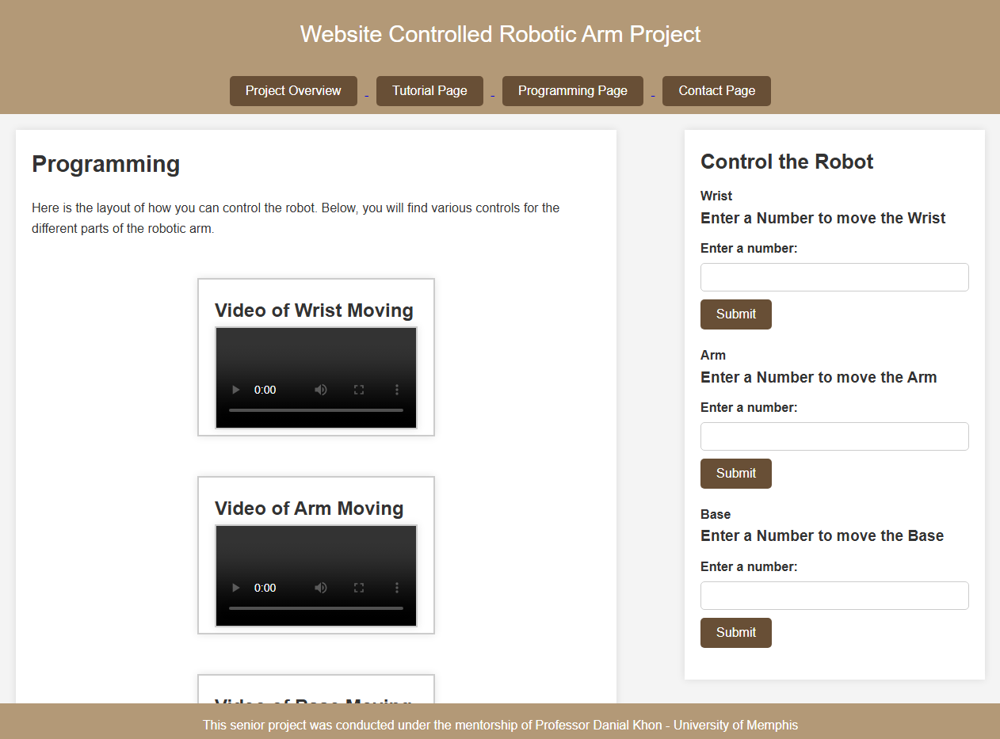 Website Controlled Robotic Arm Project
Project Overview - Tutorial Page - Programming Page - Contact Page
Programming
Here is the layout of how you can control the robot. Below, you will find various controls for the
different parts of the robotic arm.
Video of Wrist Moving
0:00
Video of Arm Moving
0:00
Video of Base Moving
Control the Robot
Wrist
Enter a Number to move the Wrist
Enter a number:
Submit
Arm
Enter a Number to move the Arm
Enter a number:
Submit
Base
Enter a Number to move the Base
Enter a number:
Submit
This senior project was conducted under the mentorship of Professor Danial Khon - University of Memphis